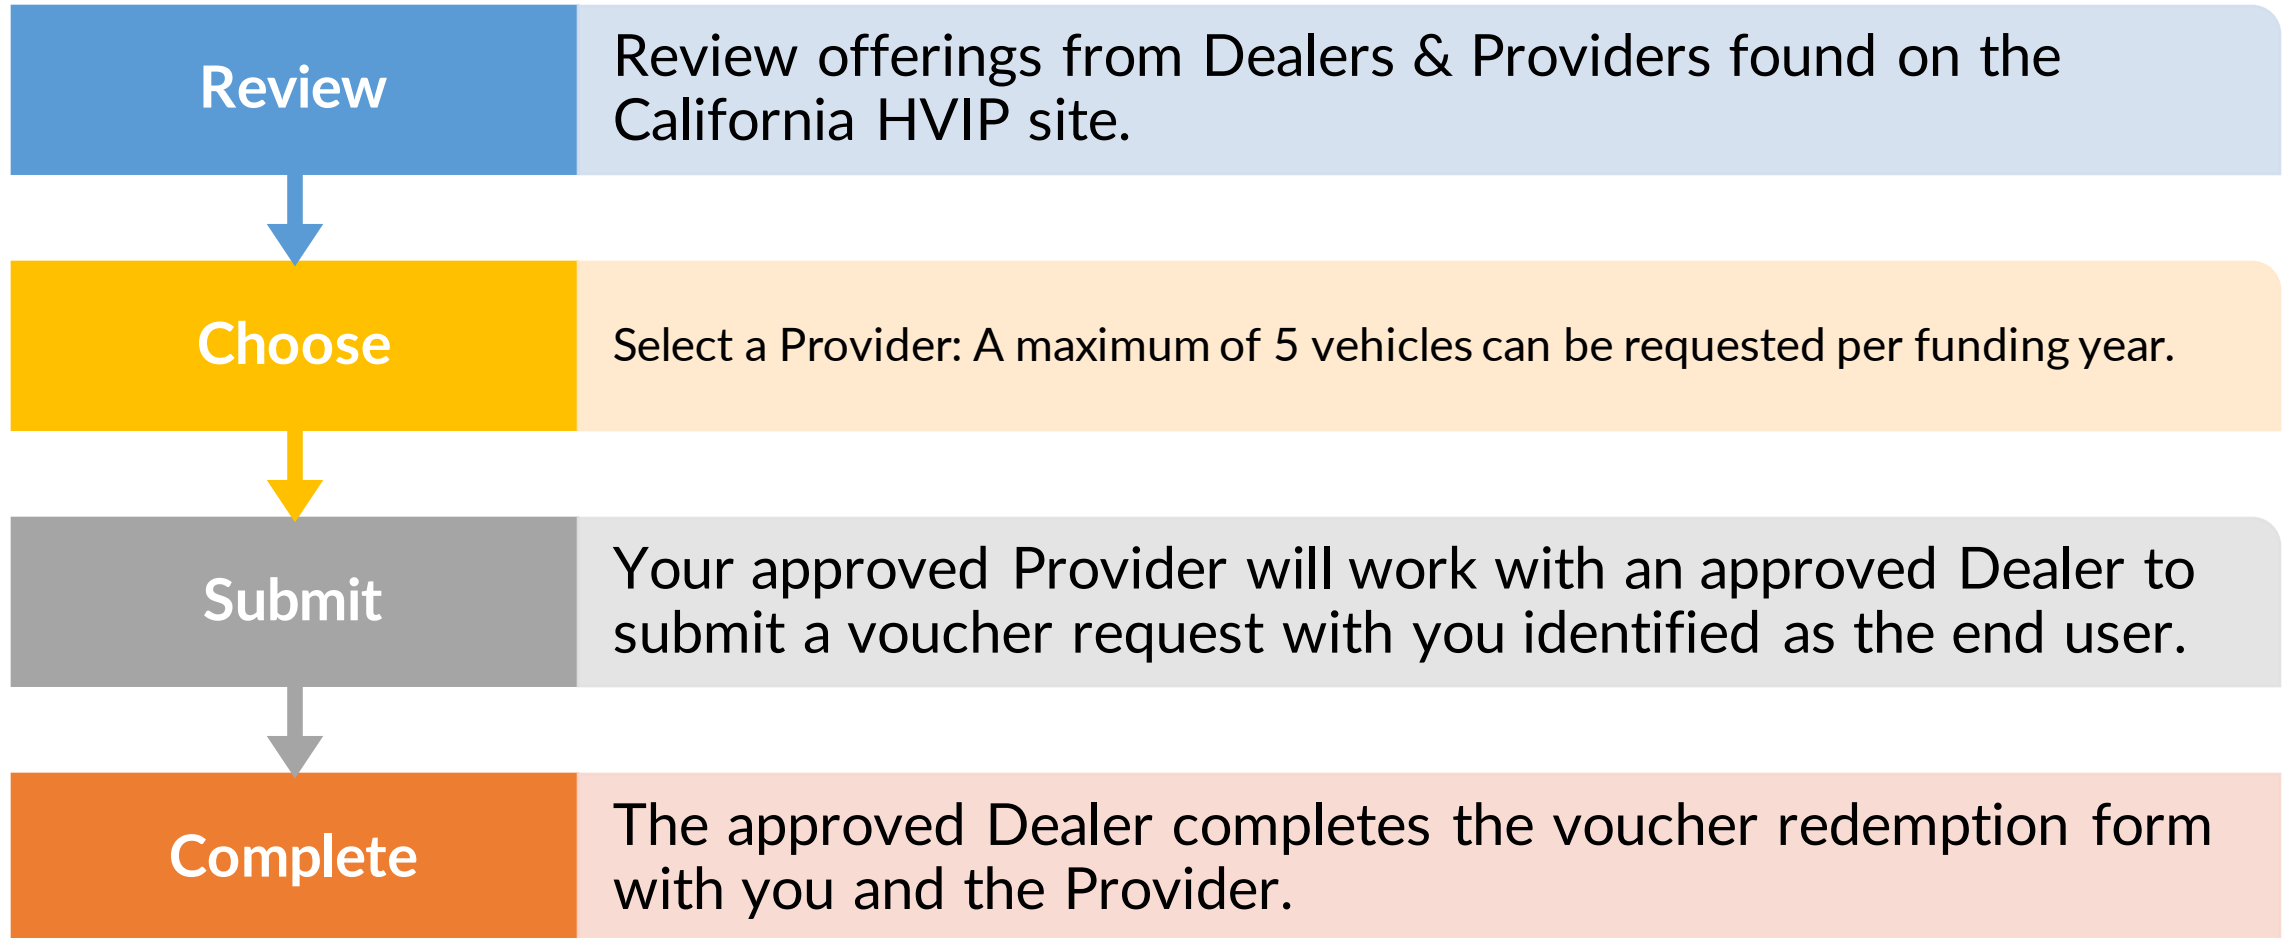 Review
Review offerings from Dealers & Providers found on the
California HVIP site.
Choose
Select a Provider: A maximum of 5 vehicles can be requested per funding year.
Submit
Your approved Provider will work with an approved Dealer to
submit a voucher request with you identified as the end user.
Complete
The approved Dealer completes the voucher redemption form
with you and the Provider.